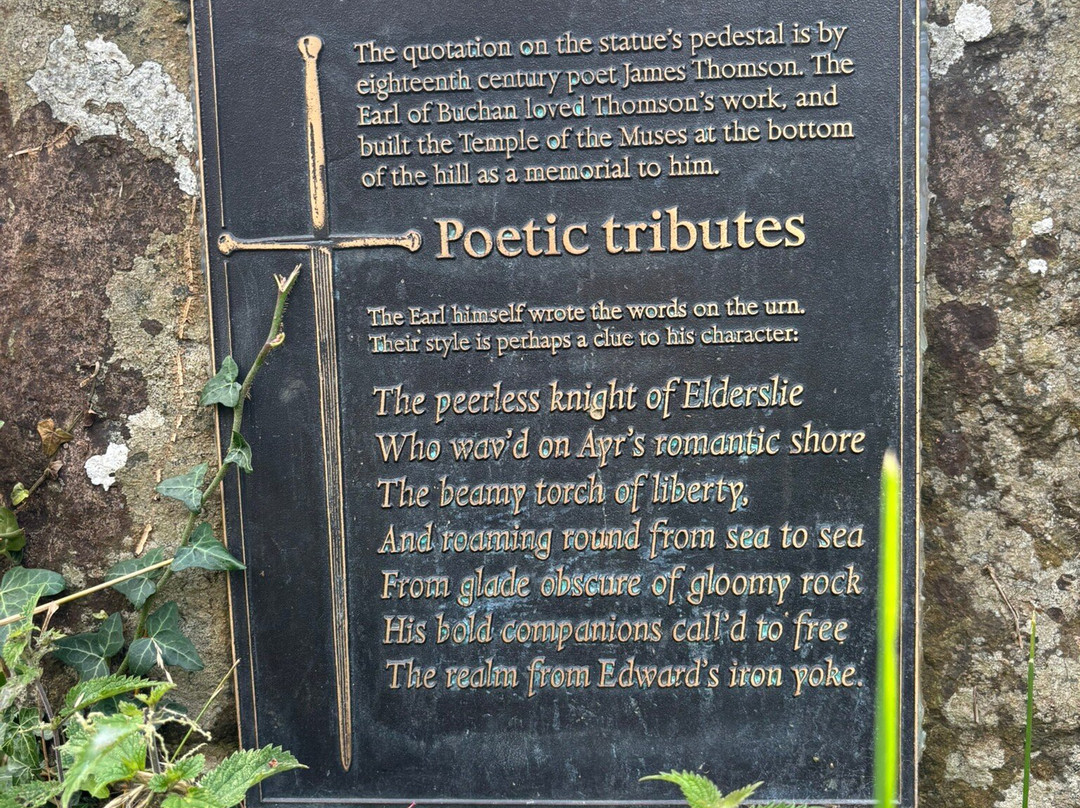 The quotation on the statue's pedestal is by
eighteenth century poet James Thomson. The
Earl of Buchan loved Thomson's work, and
built the Temple of the Muses at the bottom
of the hill as a memorial to him.
Poetic tributes
The Earl himself wrote the words on the urn.
Their style is perhaps a clue to his character:
The peerless knight of Elderslie
Who wav'd on Ayr's romantic shore
The beamy torch of liberty,
And roaming round from sea to sea
From glade obscure of gloomy rock
His bold companions call'd to free
The realm from Edward's iron yoke.